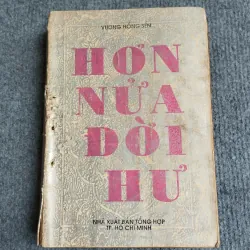 VƯƠNG HỒNG SỂN
HƠN
NỬA
ĐỜI
HƯ
NHÀ XUẤT BẢN TỔNG HỢP
TP. HỒ CHÍ MINH